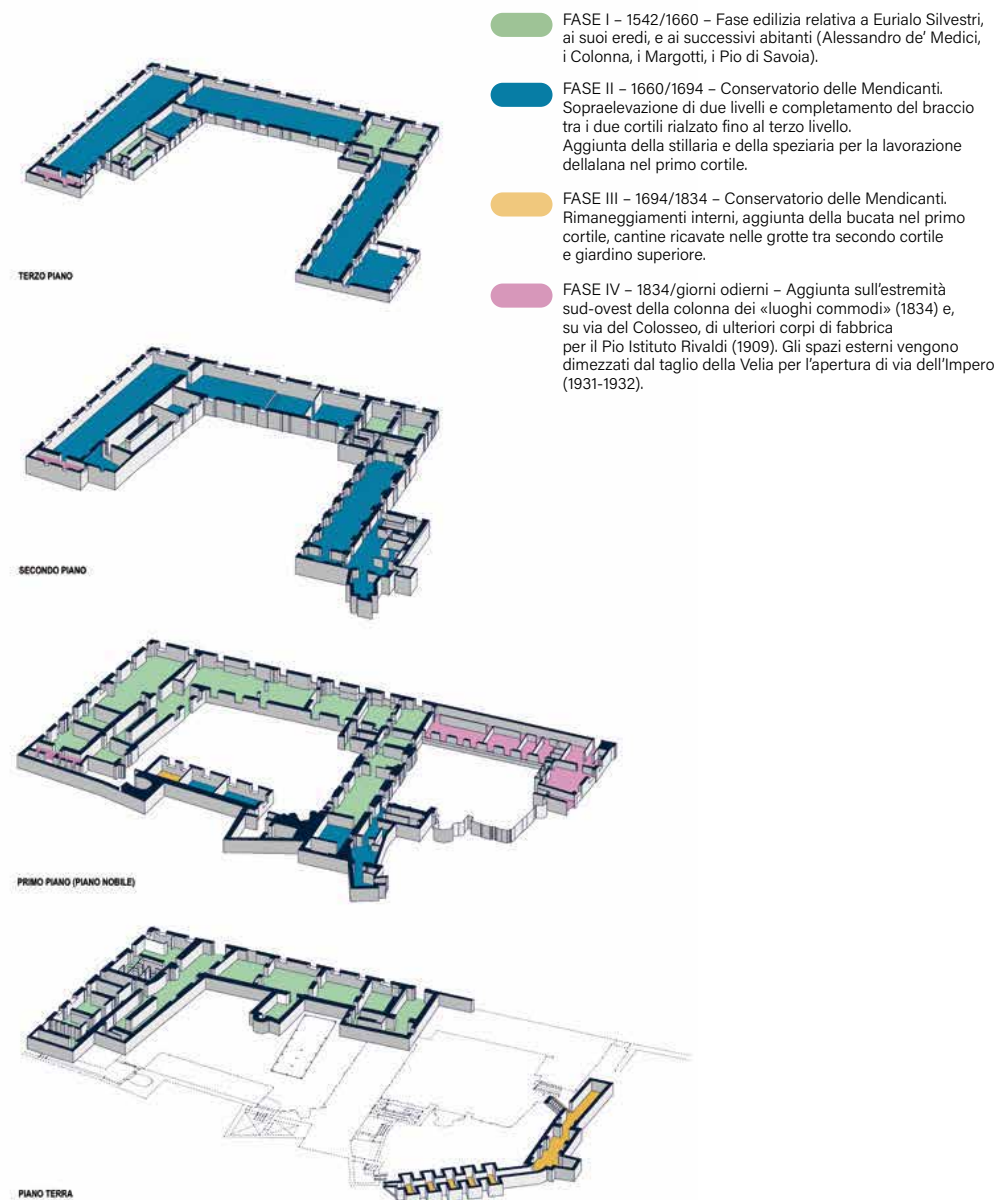 FASE I – 1542/1660 – Fase edilizia relativa a Eurialo Silvestri,
ai suoi eredi, e ai successivi abitanti (Alessandro de' Medici,
i Colonna, i Margotti, i Pio di Savoia).
FASE II – 1660/1694 – Conservatorio delle Mendicanti.
Sopraelevazione di due livelli e completamento del braccio
tra i due cortili rialzato fino al terzo livello.
Aggiunta della stillaria e della speziaria per la lavorazione
dellalana nel primo cortile.
FASE III – 1694/1834 – Conservatorio delle Mendicanti.
Rimaneggiamenti interni, aggiunta della bucata nel primo
cortile, cantine ricavate nelle grotte tra secondo cortile
e giardino superiore.
FASE IV – 1834/giorni odierni – Aggiunta sull'estremità
sud-ovest della colonna dei «luoghi commodi» (1834) e,
su via del Colosseo, di ulteriori corpi di fabbrica
per il Pio Istituto Rivaldi (1909). Gli spazi esterni vengono
dimezzati dal taglio della Velia per l'apertura di via dell'Impero
(1931-1932).
TERZO PIANO
SECONDO PIANO
PRIMO PIANO (PIANO NOBILE)
PIANO TERRA